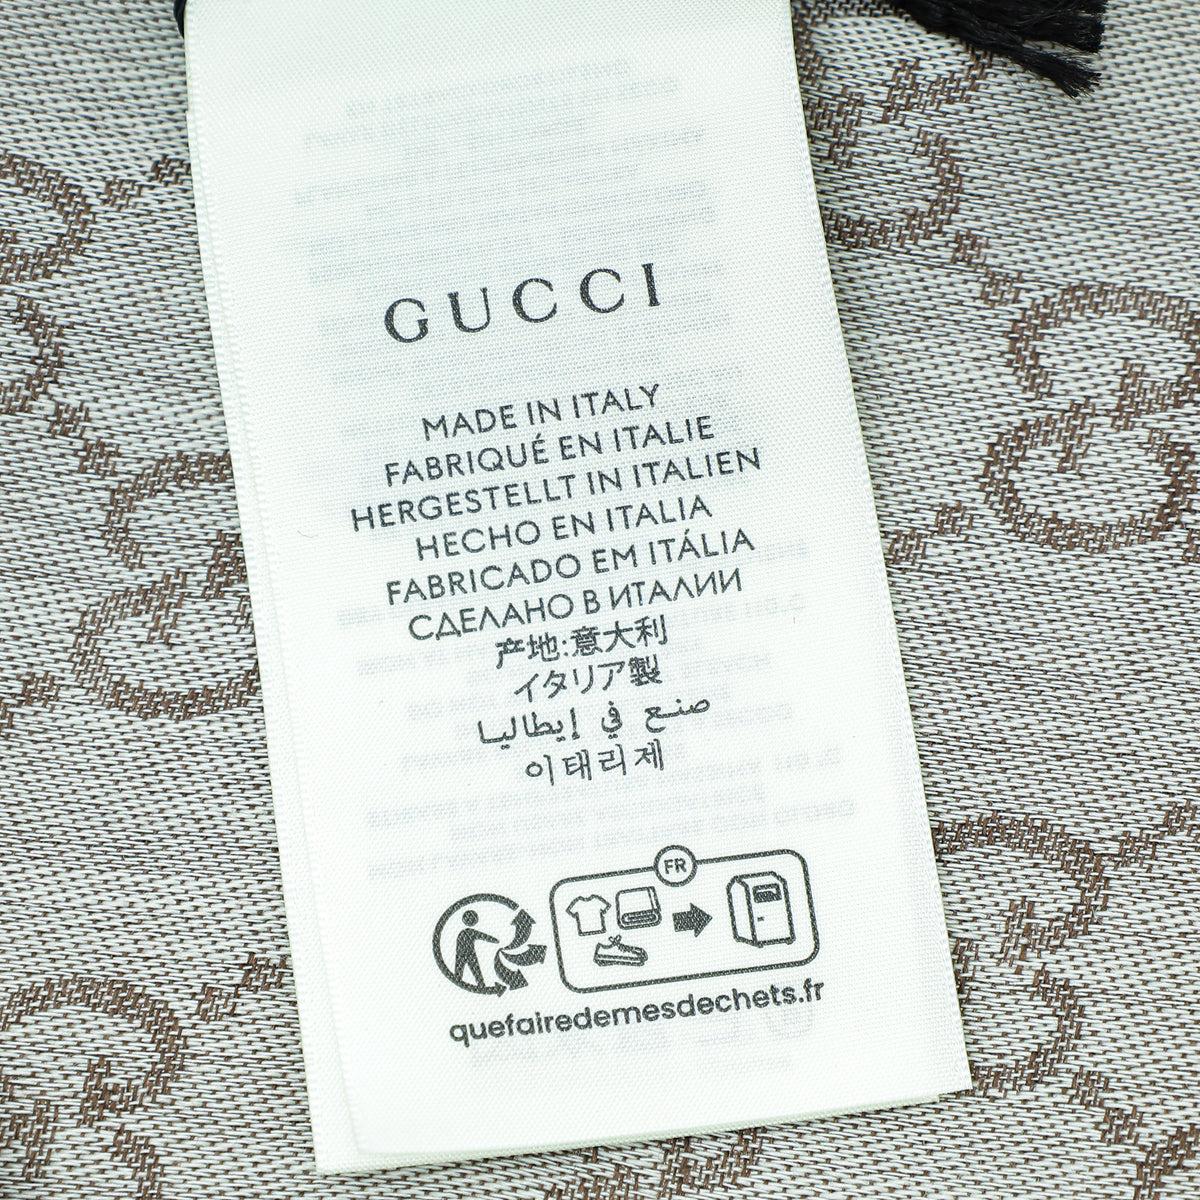 GUCCI
MADE IN ITALY
FABRIQUÉ EN ITALIE
HERGESTELLT IN ITALIEN
HECHO EN ITALIA
FABRICADO EM ITÁLIA
СДЕЛАНО В ИТАЛИИ
产地:意大利
イタリア製
صنع في إيطاليا
이태리제
FR
quefairedemesdechets.fr